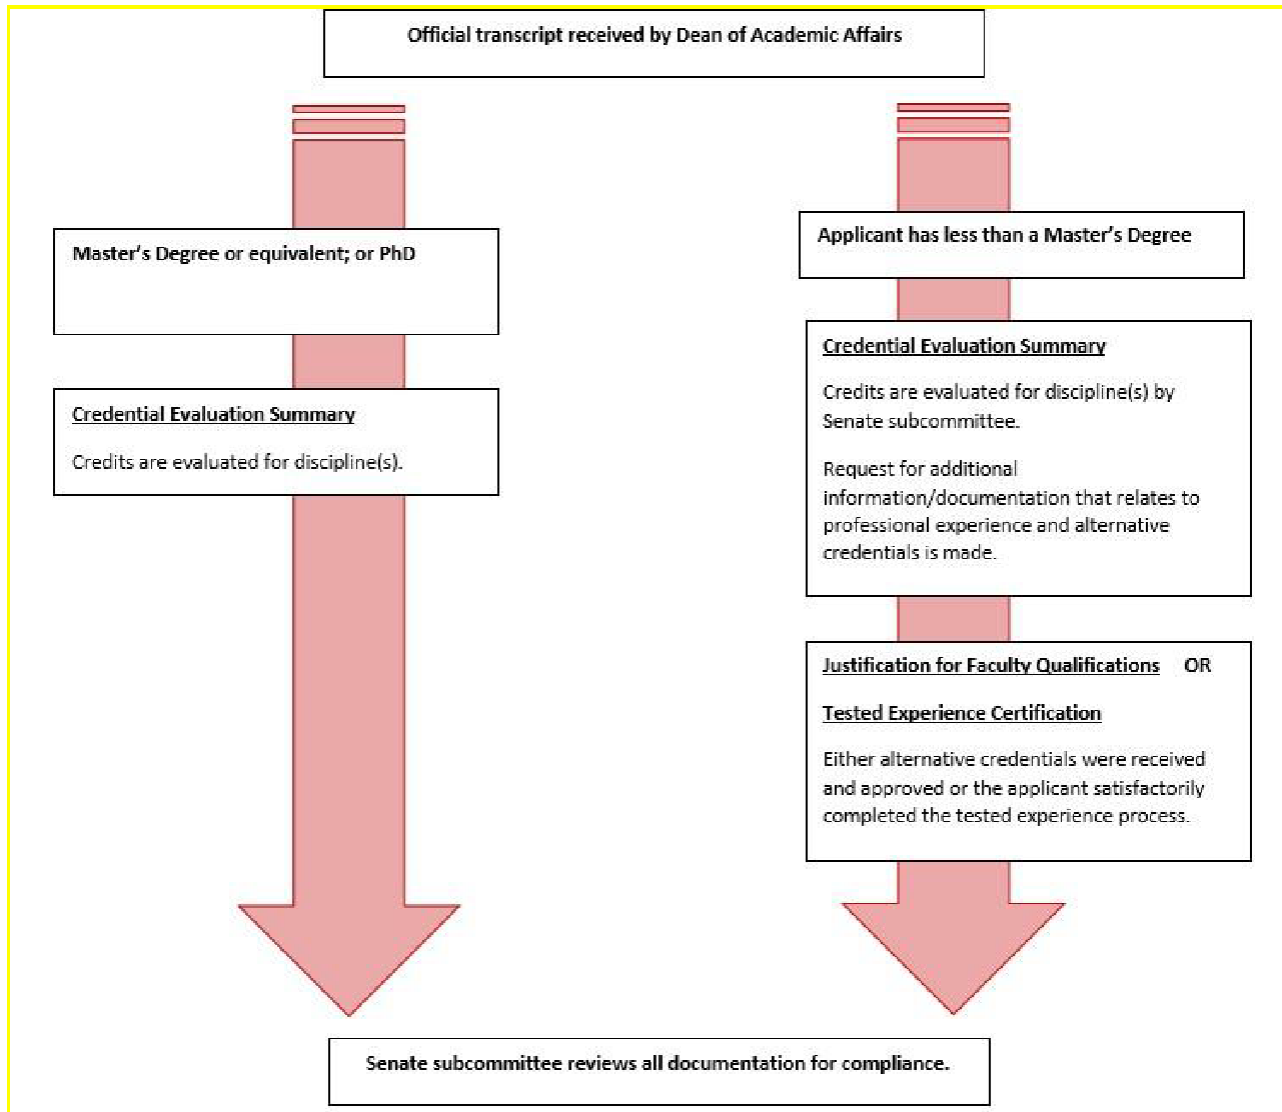 Official transcript received by Dean of Academic Affairs
Master's Degree or equivalent; or PhD
Credential Evaluation Summary
Credits are evaluated for discipline(s).
Applicant has less than a Master's Degree
Credential Evaluation Summary
Credits are evaluated for discipline(s) by
Senate subcommittee.
Request for additional
information/documentation that relates to
professional experience and alternative
credentials is made.
Justification for Faculty Qualifications OR
Tested Experience Certification
Either alternative credentials were received
and approved or the applicant satisfactorily
completed the tested experience process.
Senate subcommittee reviews all documentation for compliance.